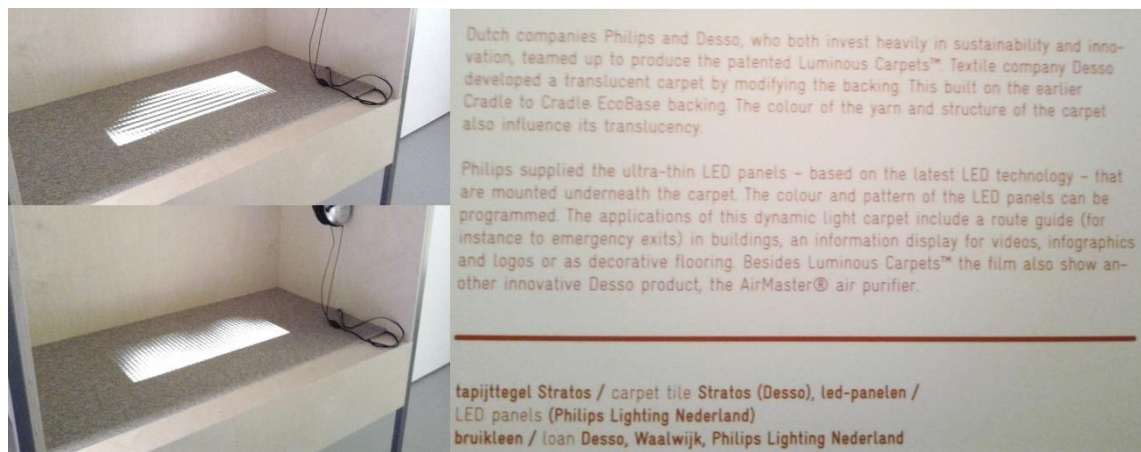 Dutch companies Philips and Desso, who both invest heavily in sustainability and inno-
vation, teamed up to produce the patented Luminous Carpets™. Textile company Desso
developed a translucent carpet by modifying the backing. This built on the earlier
Cradle to Cradle EcoBase backing. The colour of the yarn and structure of the carpet
also influence its translucency.
Philips supplied the ultra-thin LED panels – based on the latest LED technology – that
are mounted underneath the carpet. The colour and pattern of the LED panels can be
programmed. The applications of this dynamic light carpet include a route guide (for
instance to emergency exits) in buildings, an information display for videos, infographics
and logos or as decorative flooring. Besides Luminous Carpets™ the film also show an-
other innovative Desso product, the AirMaster® air purifier.
tapijttegel Stratos / carpet tile Stratos (Desso), led-panelen /
LED panels (Philips Lighting Nederland)
bruikleen / loan Desso, Waalwijk, Philips Lighting Nederland